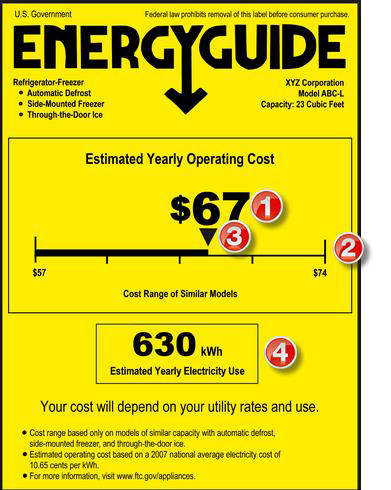 U.S. Government Federal law prohibits removal of this label before consumer purchase.
ENERGYGUIDE
Refrigerator-Freezer
• Automatic Defrost
• Side-Mounted Freezer
• Through-the-Door Ice
XYZ Corporation
Model ABC-L
Capacity: 23 Cubic Feet
Estimated Yearly Operating Cost
$67 1
3
2
$57 $74
Cost Range of Similar Models
630 kWh
4
Estimated Yearly Electricity Use
Your cost will depend on your utility rates and use.
• Cost range based only on models of similar capacity with automatic defrost,
side-mounted freezer, and through-the-door ice.
• Estimated operating cost based on a 2007 national average electricity cost of
10.65 cents per kWh.
• For more information, visit www.ftc.gov/appliances.